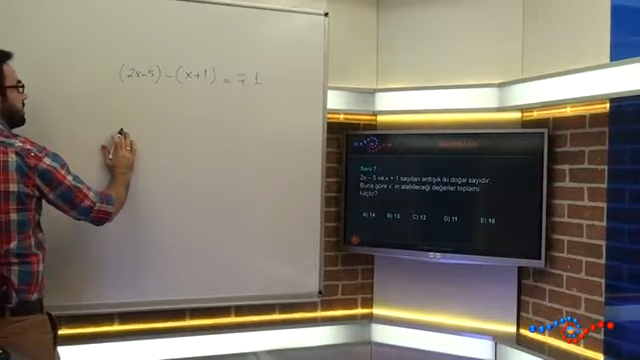 (2x-5)-(x+1) = ∓ 1
Soru 7
2x – 5 ve x + 1 sayıları ardışık iki doğal sayıdır.
Buna göre x' in alabileceği değerler toplamı
kaçtır?
A) 14 B) 13 C) 12 D) 11 E) 10